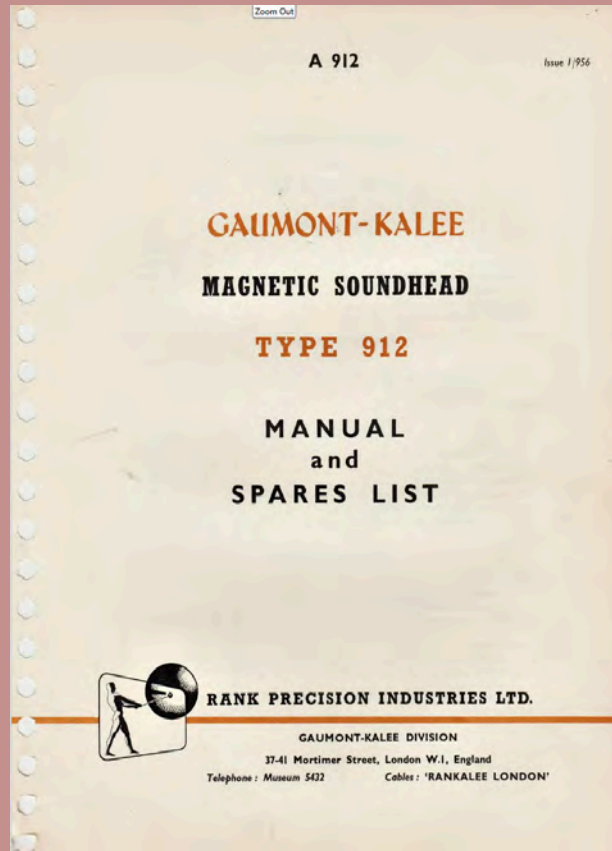 Zoom Out
A 912
Issue 1/956
GAUMONT-KALEE
MAGNETIC SOUNDHEAD
TYPE 912
MANUAL
and
SPARES LIST
RANK PRECISION INDUSTRIES LTD.
GAUMONT-KALEE DIVISION
37-41 Mortimer Street, London W.1, England
Telephone : Museum 5432 Cables : 'RANKALEE LONDON'